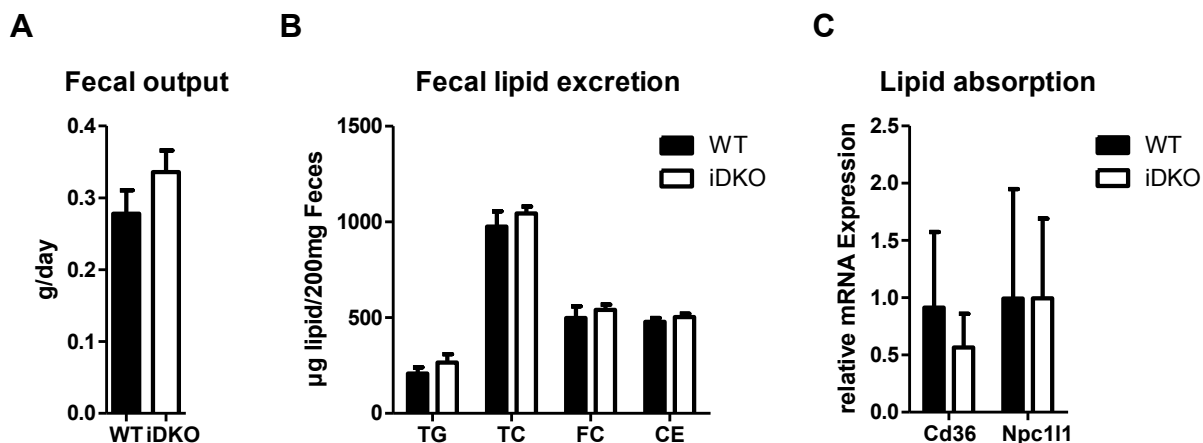 A
Fecal output
0.4
0.3
0.2
0.1
0.0
g/day
WT iDKO
B
Fecal lipid excretion
1500
1000
500
0
µg lipid/200mg Feces
TG TC FC CE
WT
iDKO
C
Lipid absorption
2.5
2.0
1.5
1.0
0.5
0.0
relative mRNA Expression
Cd36 Npc1l1
WT
iDKO